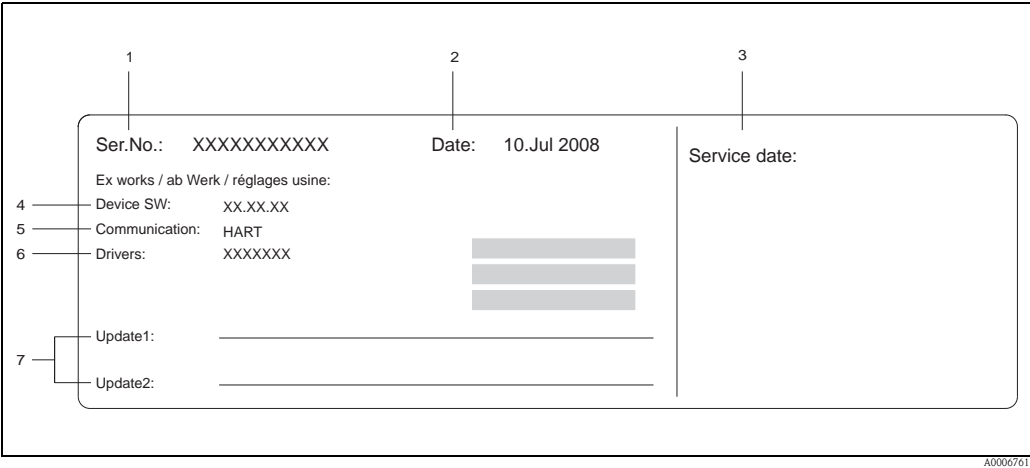 1 2 3
Ser.No.: XXXXXXXXXXX Date: 10.Jul 2008
Service date:
Ex works / ab Werk / réglages usine:
4 Device SW: XX.XX.XX
5 Communication: HART
6 Drivers: XXXXXXX
Update1:
7
Update2:
A0006761